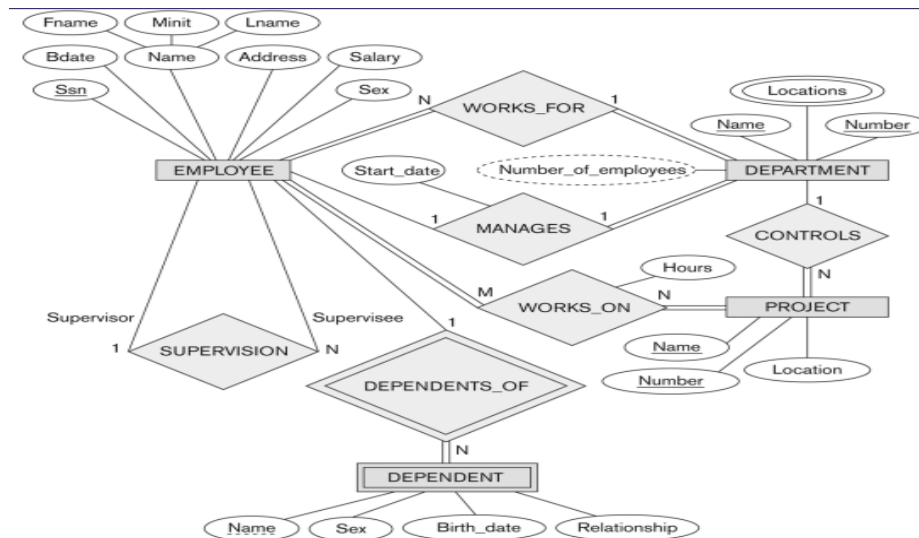 Fname Minit Lname
Bdate Name Address Salary
Ssn Sex
N WORKS_FOR 1
Locations
Name Number
EMPLOYEE Start_date Number_of_employees DEPARTMENT
1 MANAGES 1
1
CONTROLS
N
Hours
M WORKS_ON N
PROJECT
Supervisor Supervisee
1 SUPERVISION N
1
Name
Number Location
DEPENDENTS_OF
N
DEPENDENT
Name Sex Birth_date Relationship